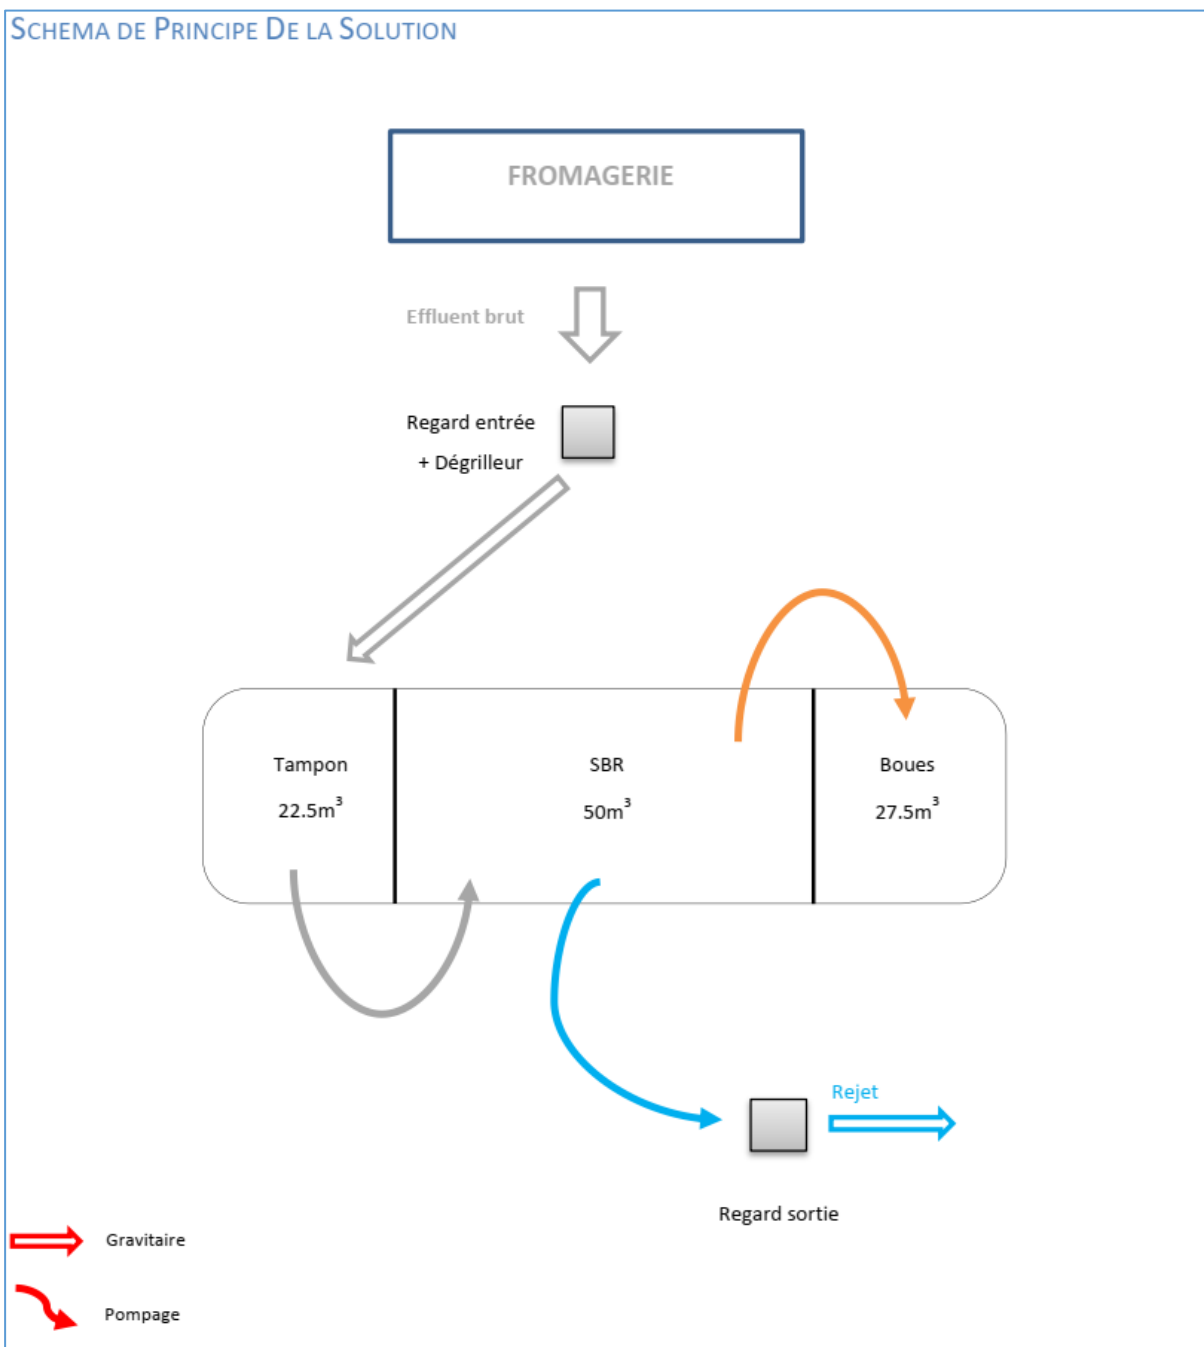 SCHEMA DE PRINCIPE DE LA SOLUTION
FROMAGERIE
Effluent brut
Regard entrée
+ Dégrilleur
Tampon
22.5m³
SBR
50m³
Boues
27.5m³
Rejet
Regard sortie
Gravitaire
Pompage